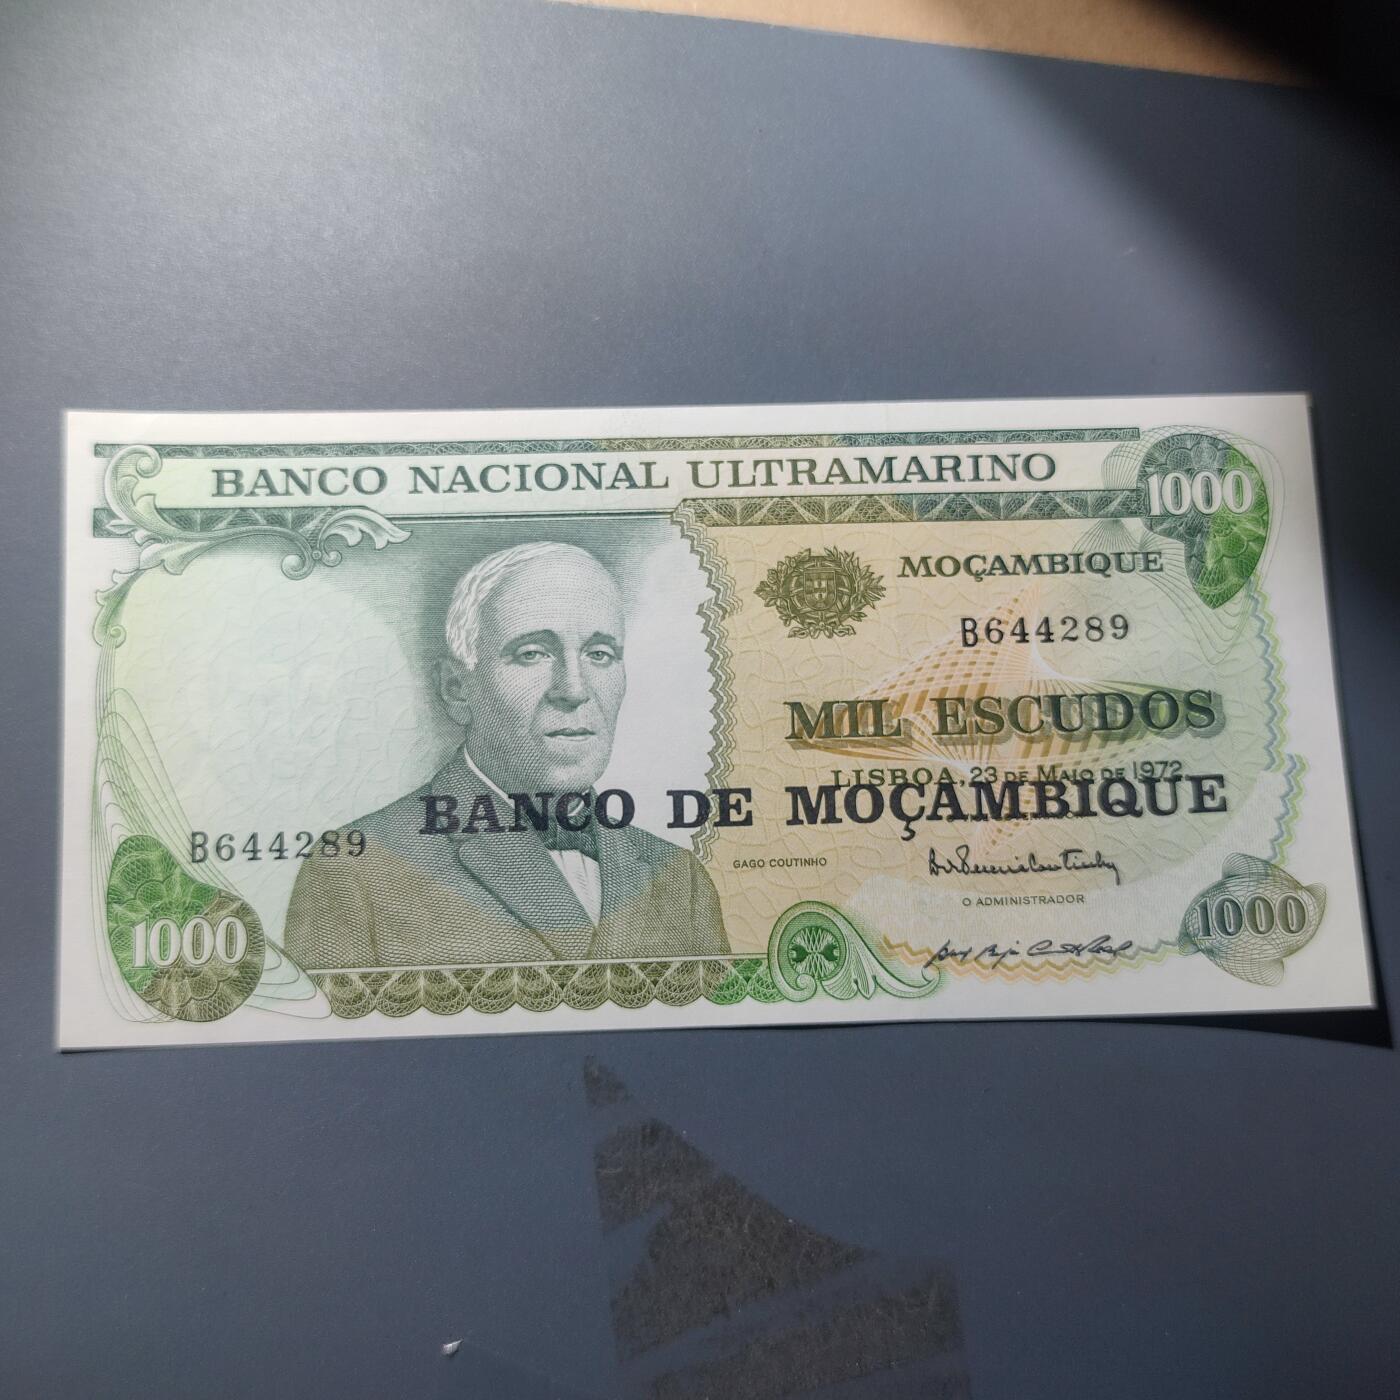 BANCO NACIONAL ULTRAMARINO
1000
MOÇAMBIQUE
B644289
MIL ESCUDOS
LISBOA, 23 DE MAIO DE 1972
BANCO DE MOÇAMBIQUE
B644289
GAGO COUTINHO
O ADMINISTRADOR
1000
1000